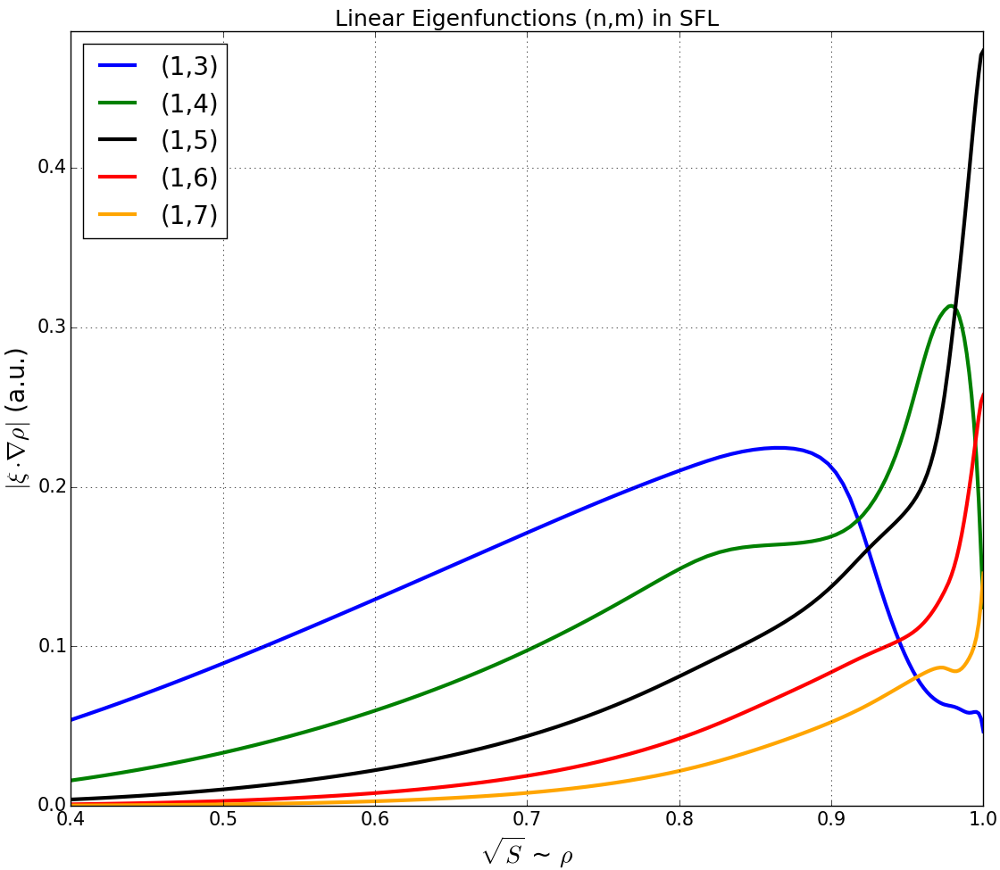 Linear Eigenfunctions (n,m) in SFL
(1,3)
(1,4)
(1,5)
(1,6)
(1,7)
|ξ·∇ρ| (a.u.)
0.4
0.3
0.2
0.1
0.0
0.4 0.5 0.6 0.7 0.8 0.9 1.0
√S ~ ρ